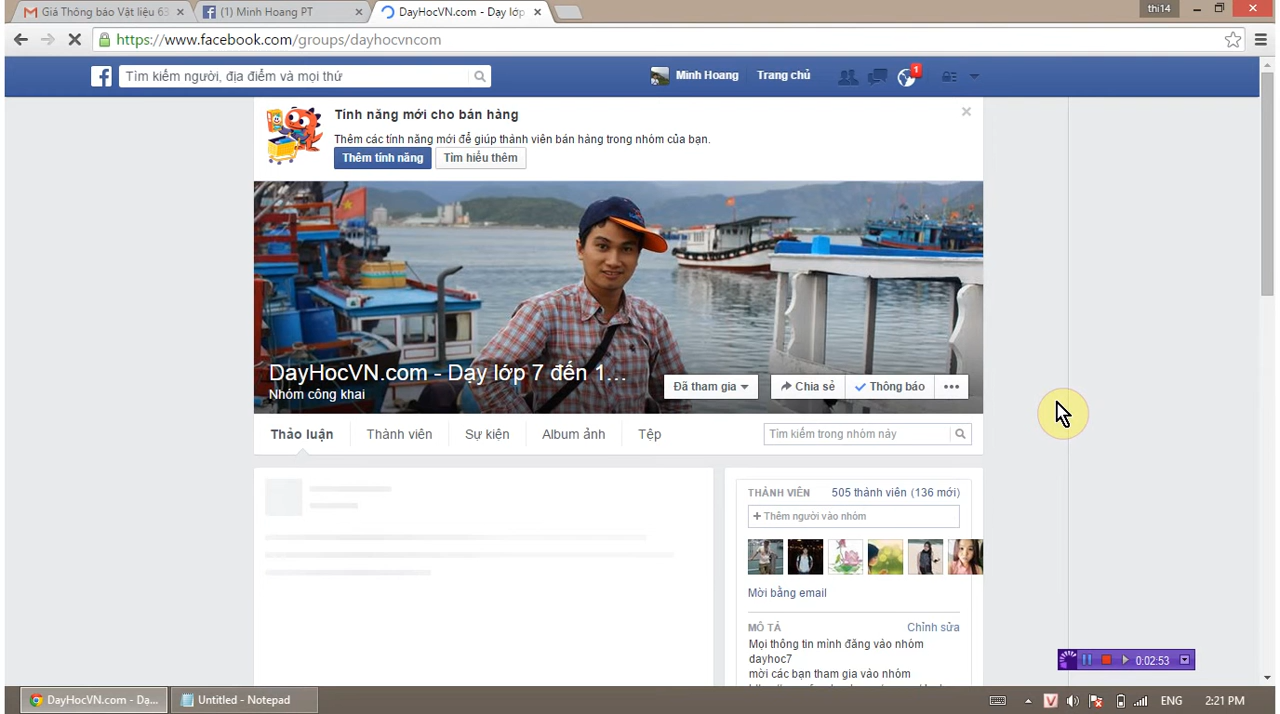 Giá Thông báo Vật liệu 63
(1) Minh Hoang PT
DayHocVN.com - Dạy lớp
thi14
https://www.facebook.com/groups/dayhocvncom
Tìm kiếm người, địa điểm và mọi thứ
Minh Hoang
Trang chủ
1
Tính năng mới cho bán hàng
Thêm các tính năng mới để giúp thành viên bán hàng trong nhóm của bạn.
Thêm tính năng
Tìm hiểu thêm
DayHocVN.com - Dạy lớp 7 đến 1...
Nhóm công khai
Đã tham gia
Chia sẻ
Thông báo
Thảo luận
Thành viên
Sự kiện
Album ảnh
Tệp
Tìm kiếm trong nhóm này
THÀNH VIÊN
505 thành viên (136 mới)
+ Thêm người vào nhóm
Mời bằng email
MÔ TẢ
Chỉnh sửa
Mọi thông tin mình đăng vào nhóm
dayhoc7
mời các bạn tham gia vào nhóm
0:02:53
DayHocVN.com - Dạ...
Untitled - Notepad
ENG
2:21 PM